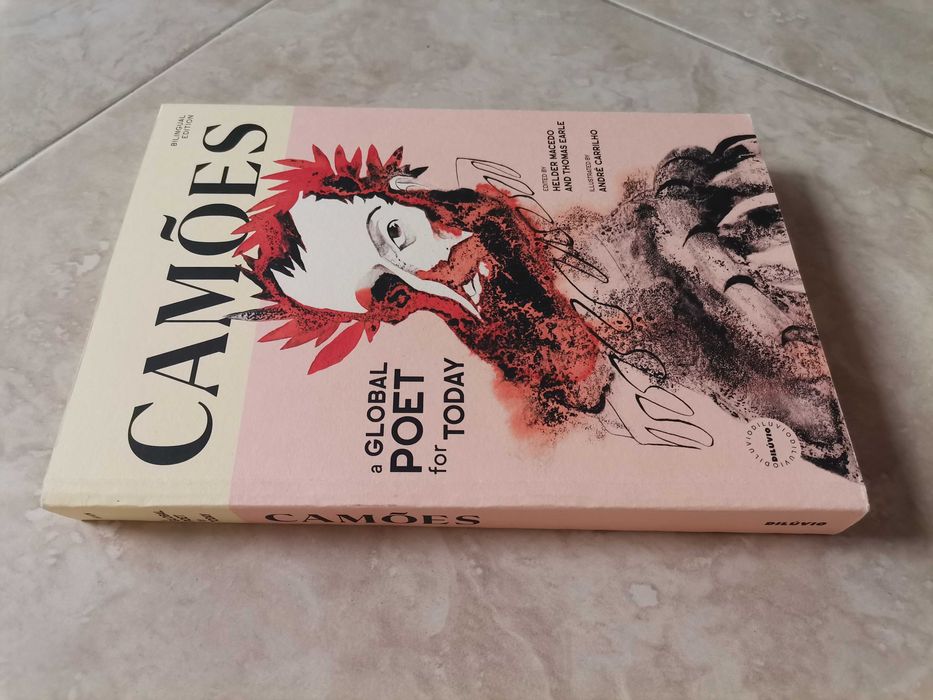 BILINGUAL
EDITION
CAMÕES
EDITED BY
HELDER MACEDO
AND THOMAS EARLE
ILLUSTRATED BY
ANDRÉ CARRILHO
a GLOBAL
POET
for TODAY
DILÚVIODILÚVIODILÚVIO
DILÚVIO
CAMÕES
DILÚVIO